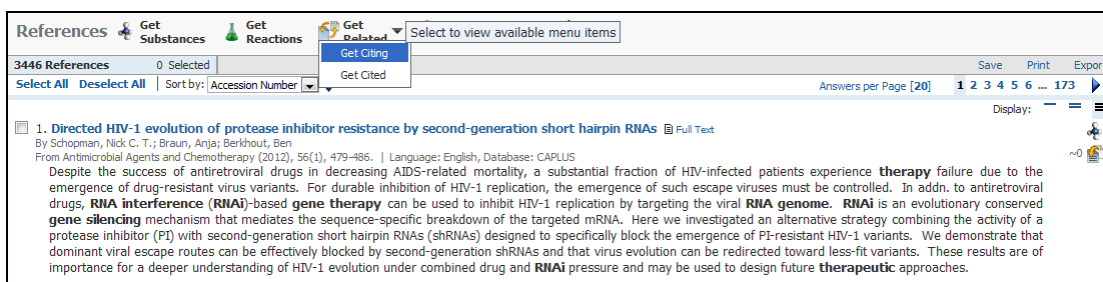 References Get Substances Get Reactions Get Related Select to view available menu items
Get Citing
Get Cited
3446 References 0 Selected Save Print Expor
Select All Deselect All Sort by: Accession Number Answers per Page [20] 1 2 3 4 5 6 ... 173
Display:
1. Directed HIV-1 evolution of protease inhibitor resistance by second-generation short hairpin RNAs Full Text
By Schopman, Nick C. T.; Braun, Anja; Berkhout, Ben
From Antimicrobial Agents and Chemotherapy (2012), 56(1), 479-486. | Language: English, Database: CAPLUS
~0
Despite the success of antiretroviral drugs in decreasing AIDS-related mortality, a substantial fraction of HIV-infected patients experience therapy failure due to the
emergence of drug-resistant virus variants. For durable inhibition of HIV-1 replication, the emergence of such escape viruses must be controlled. In addn. to antiretroviral
drugs, RNA interference (RNAi)-based gene therapy can be used to inhibit HIV-1 replication by targeting the viral RNA genome. RNAi is an evolutionary conserved
gene silencing mechanism that mediates the sequence-specific breakdown of the targeted mRNA. Here we investigated an alternative strategy combining the activity of a
protease inhibitor (PI) with second-generation short hairpin RNAs (shRNAs) designed to specifically block the emergence of PI-resistant HIV-1 variants. We demonstrate that
dominant viral escape routes can be effectively blocked by second-generation shRNAs and that virus evolution can be redirected toward less-fit variants. These results are of
importance for a deeper understanding of HIV-1 evolution under combined drug and RNAi pressure and may be used to design future therapeutic approaches.